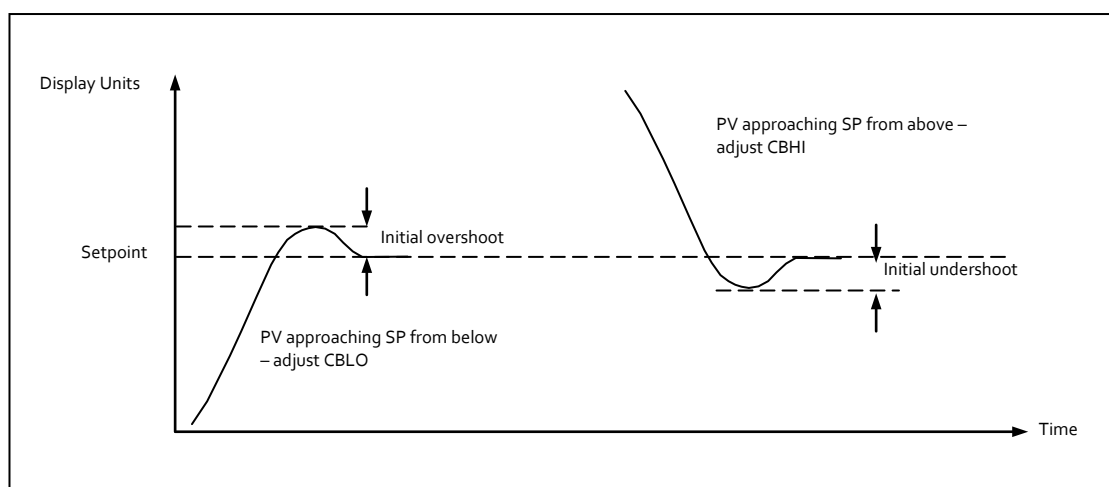 Display Units
PV approaching SP from above –
adjust CBHI
Setpoint
Initial overshoot
Initial undershoot
PV approaching SP from below
– adjust CBLO
Time